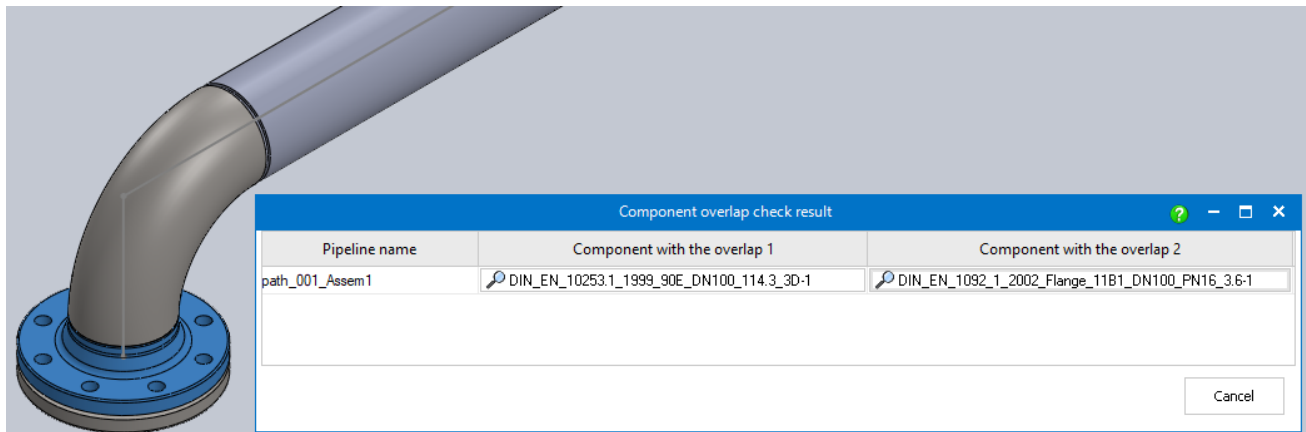 Component overlap check result
Pipeline name Component with the overlap 1 Component with the overlap 2
path_001_Assem1 DIN_EN_10253.1_1999_90E_DN100_114.3_3D-1 DIN_EN_1092_1_2002_Flange_11B1_DN100_PN16_3.6-1
Cancel